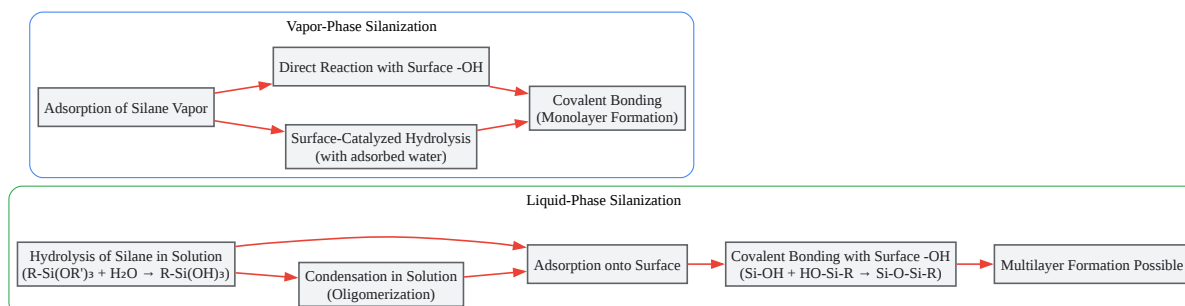 Vapor-Phase Silanization
Adsorption of Silane Vapor
Direct Reaction with Surface -OH
Surface-Catalyzed Hydrolysis
(with adsorbed water)
Covalent Bonding
(Monolayer Formation)
Liquid-Phase Silanization
Hydrolysis of Silane in Solution
(R-Si(OR')₃ + H₂O → R-Si(OH)₃)
Condensation in Solution
(Oligomerization)
Adsorption onto Surface
Covalent Bonding with Surface -OH
(Si-OH + HO-Si-R → Si-O-Si-R)
Multilayer Formation Possible